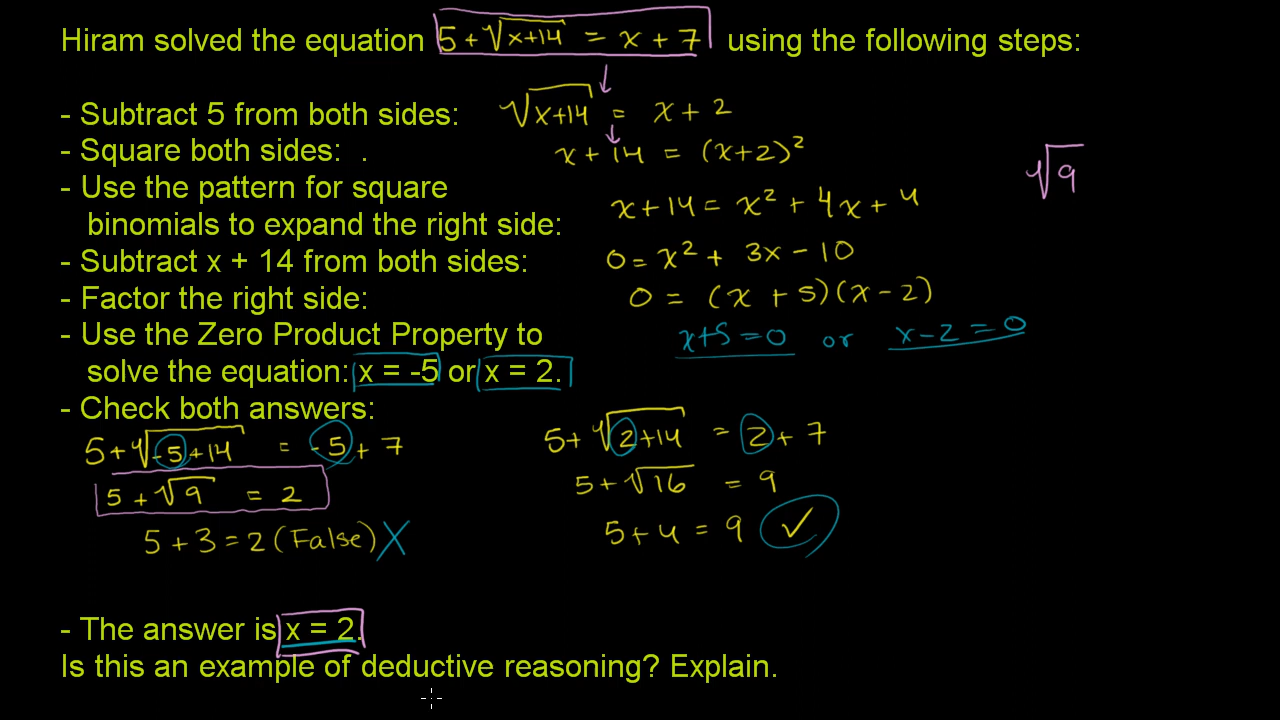 Hiram solved the equation 5 + √x+14 = x + 7 using the following steps:
- Subtract 5 from both sides: √x+14 = x + 2
- Square both sides: . x + 14 = (x+2)²
√9
- Use the pattern for square
binomials to expand the right side: x + 14 = x² + 4x + 4
- Subtract x + 14 from both sides: 0 = x² + 3x - 10
- Factor the right side: 0 = (x + 5)(x - 2)
- Use the Zero Product Property to x+5 = 0 or x - 2 = 0
solve the equation: x = -5 or x = 2.
- Check both answers:
5 + √-5+14 = -5 + 7
5 + √9 = 2
5 + 3 = 2 (False) X
5 + √2+14 = 2 + 7
5 + √16 = 9
5 + 4 = 9 ✓
- The answer is x = 2.
Is this an example of deductive reasoning? Explain.